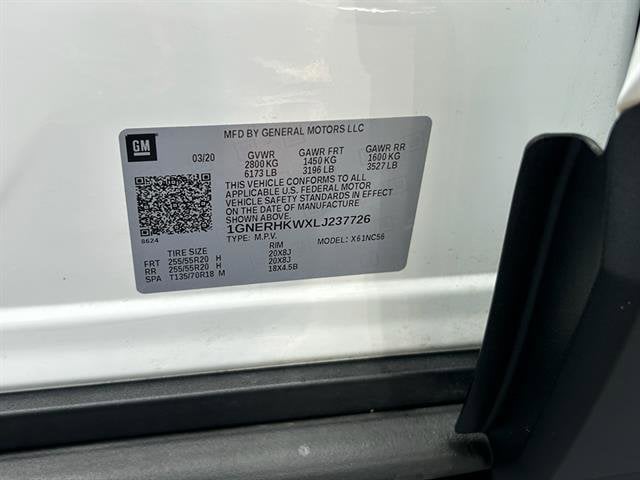 GM
MFD BY GENERAL MOTORS LLC
03/20 GVWR GAWR FRT GAWR RR
2800 KG 1450 KG 1600 KG
6173 LB 3196 LB 3527 LB
THIS VEHICLE CONFORMS TO ALL
APPLICABLE U.S. FEDERAL MOTOR
VEHICLE SAFETY STANDARDS IN
EFFECT ON THE DATE OF MANUFACTURE
SHOWN ABOVE.
1GNERHKWXLJ237726
8624
TYPE: M.P.V. MODEL: X61NC56
TIRE SIZE RIM
FRT 255/55R20 H 20X8J
RR 255/55R20 H 20X8J
SPA T135/70R18 M 18X4.5B